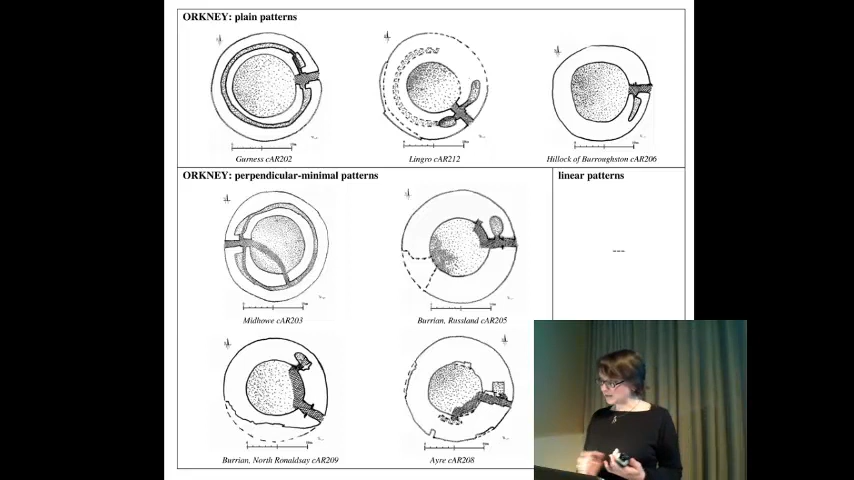 ORKNEY: plain patterns
Gurness cAR202
Lingro cAR212
Hillock of Burroughston cAR206
ORKNEY: perpendicular-minimal patterns
linear patterns
---
Midhowe cAR203
Burrian, Russland cAR205
Burrian, North Ronaldsay cAR209
Ayre cAR208